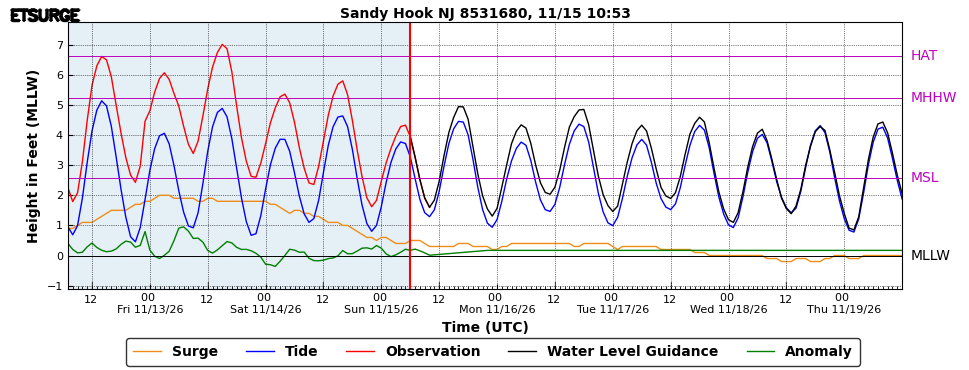 ETSURGE
Sandy Hook NJ 8531680, 11/15 10:53
Height in Feet (MLLW)
7
6
5
4
3
2
1
0
−1
HAT
MHHW
MSL
MLLW
12 00 12 00 12 00 12 00 12 00 12 00 12 00
Fri 11/13/26 Sat 11/14/26 Sun 11/15/26 Mon 11/16/26 Tue 11/17/26 Wed 11/18/26 Thu 11/19/26
Time (UTC)
Surge Tide Observation Water Level Guidance Anomaly